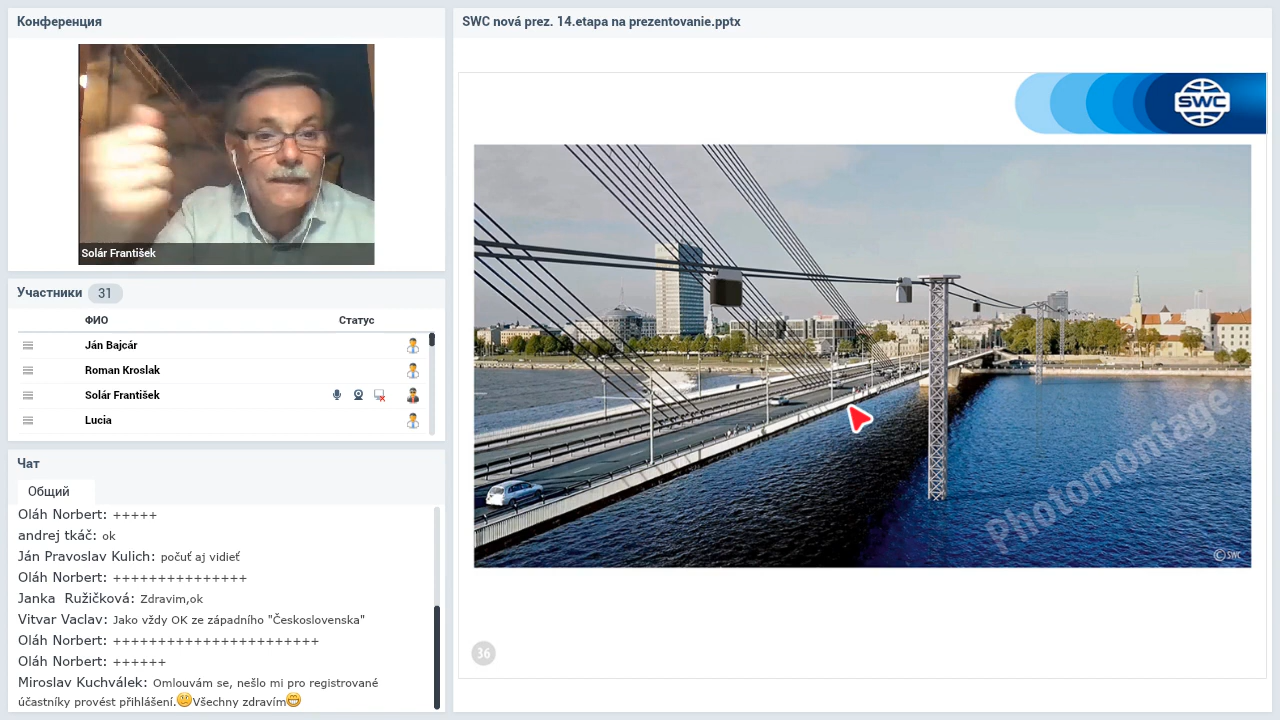 Конференция
Solár František
Участники 31
ФИО Статус
Ján Bajcár
Roman Kroslak
Solár František
Lucia
Чат
Общий
Oláh Norbert: +++++
andrej tkáč: ok
Ján Pravoslav Kulich: počuť aj vidieť
Oláh Norbert: +++++++++++++++
Janka Ružičková: Zdravim,ok
Vitvar Vaclav: Jako vždy OK ze západního "Československa"
Oláh Norbert: +++++++++++++++++++++++
Oláh Norbert: ++++++
Miroslav Kuchválek: Omlouvám se, nešlo mi pro registrované
účastníky provést přihlášení.Všechny zdravím
SWC nová prez. 14.etapa na prezentovanie.pptx
SWC
Photomontage
© SWC
36